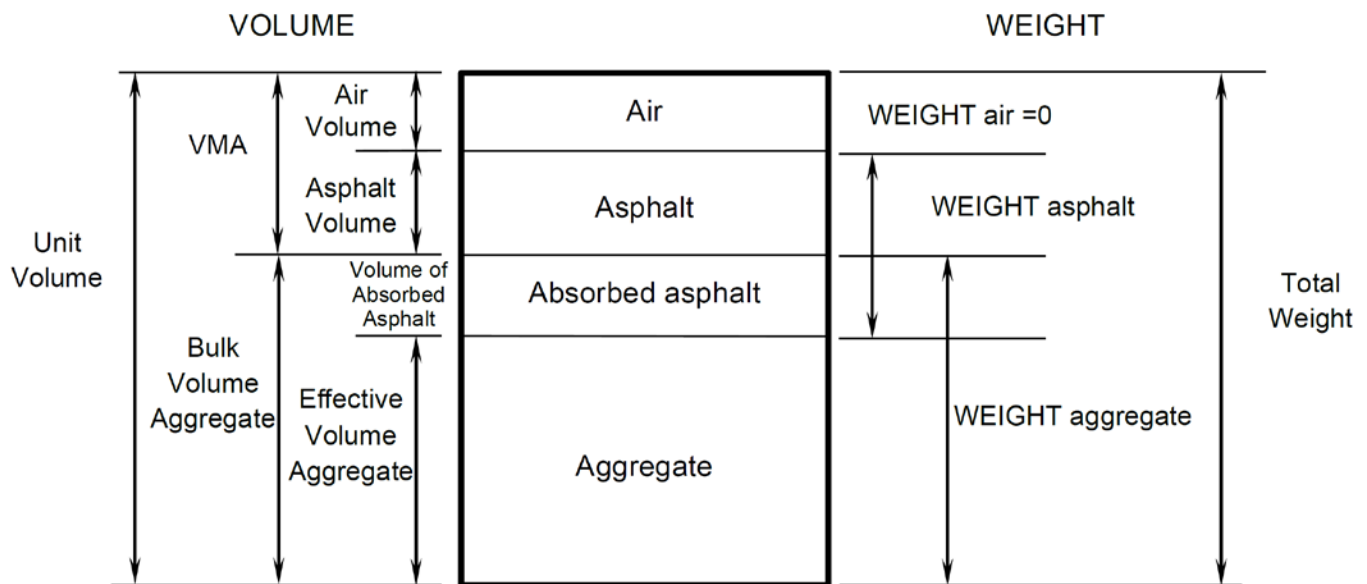 VOLUME
WEIGHT
Air
Volume
Air
WEIGHT air =0
VMA
Asphalt
Volume
Asphalt
WEIGHT asphalt
Unit
Volume
Volume of
Absorbed
Asphalt
Absorbed asphalt
Total
Weight
Bulk
Volume
Aggregate
Effective
Volume
Aggregate
Aggregate
WEIGHT aggregate